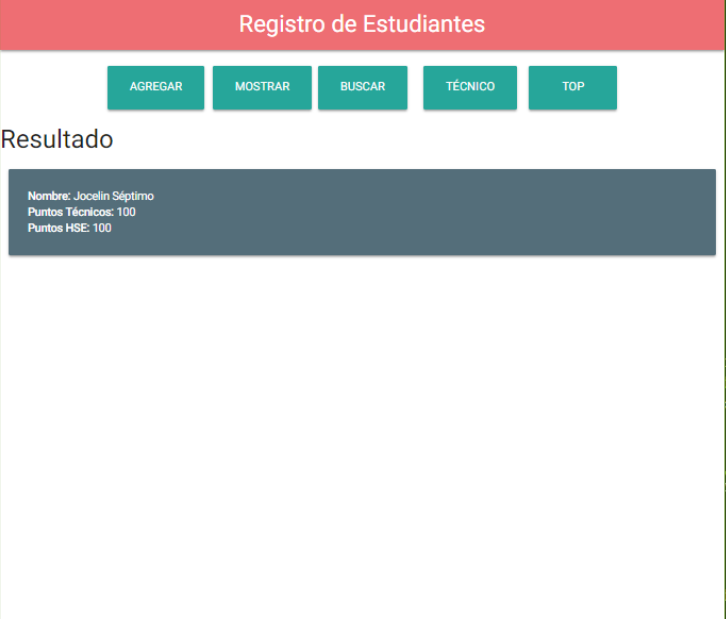 Registro de Estudiantes
AGREGAR MOSTRAR BUSCAR TÉCNICO TOP
Resultado
Nombre: Jocelin Séptimo
Puntos Técnicos: 100
Puntos HSE: 100